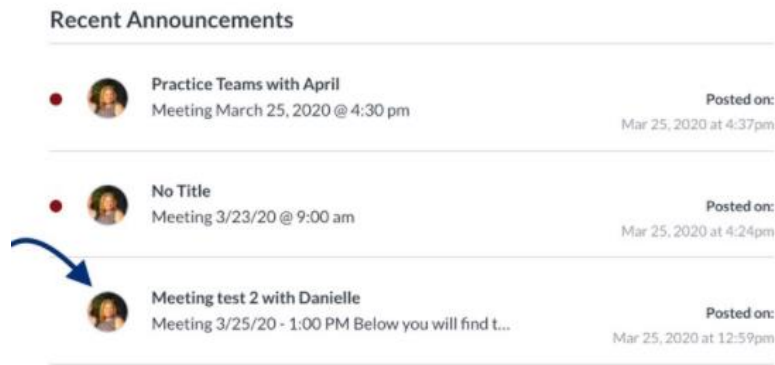 Recent Announcements
Practice Teams with April
Meeting March 25, 2020 @ 4:30 pm
Posted on:
Mar 25, 2020 at 4:37pm
No Title
Meeting 3/23/20 @ 9:00 am
Posted on:
Mar 25, 2020 at 4:24pm
Meeting test 2 with Danielle
Meeting 3/25/20 - 1:00 PM Below you will find t...
Posted on:
Mar 25, 2020 at 12:59pm